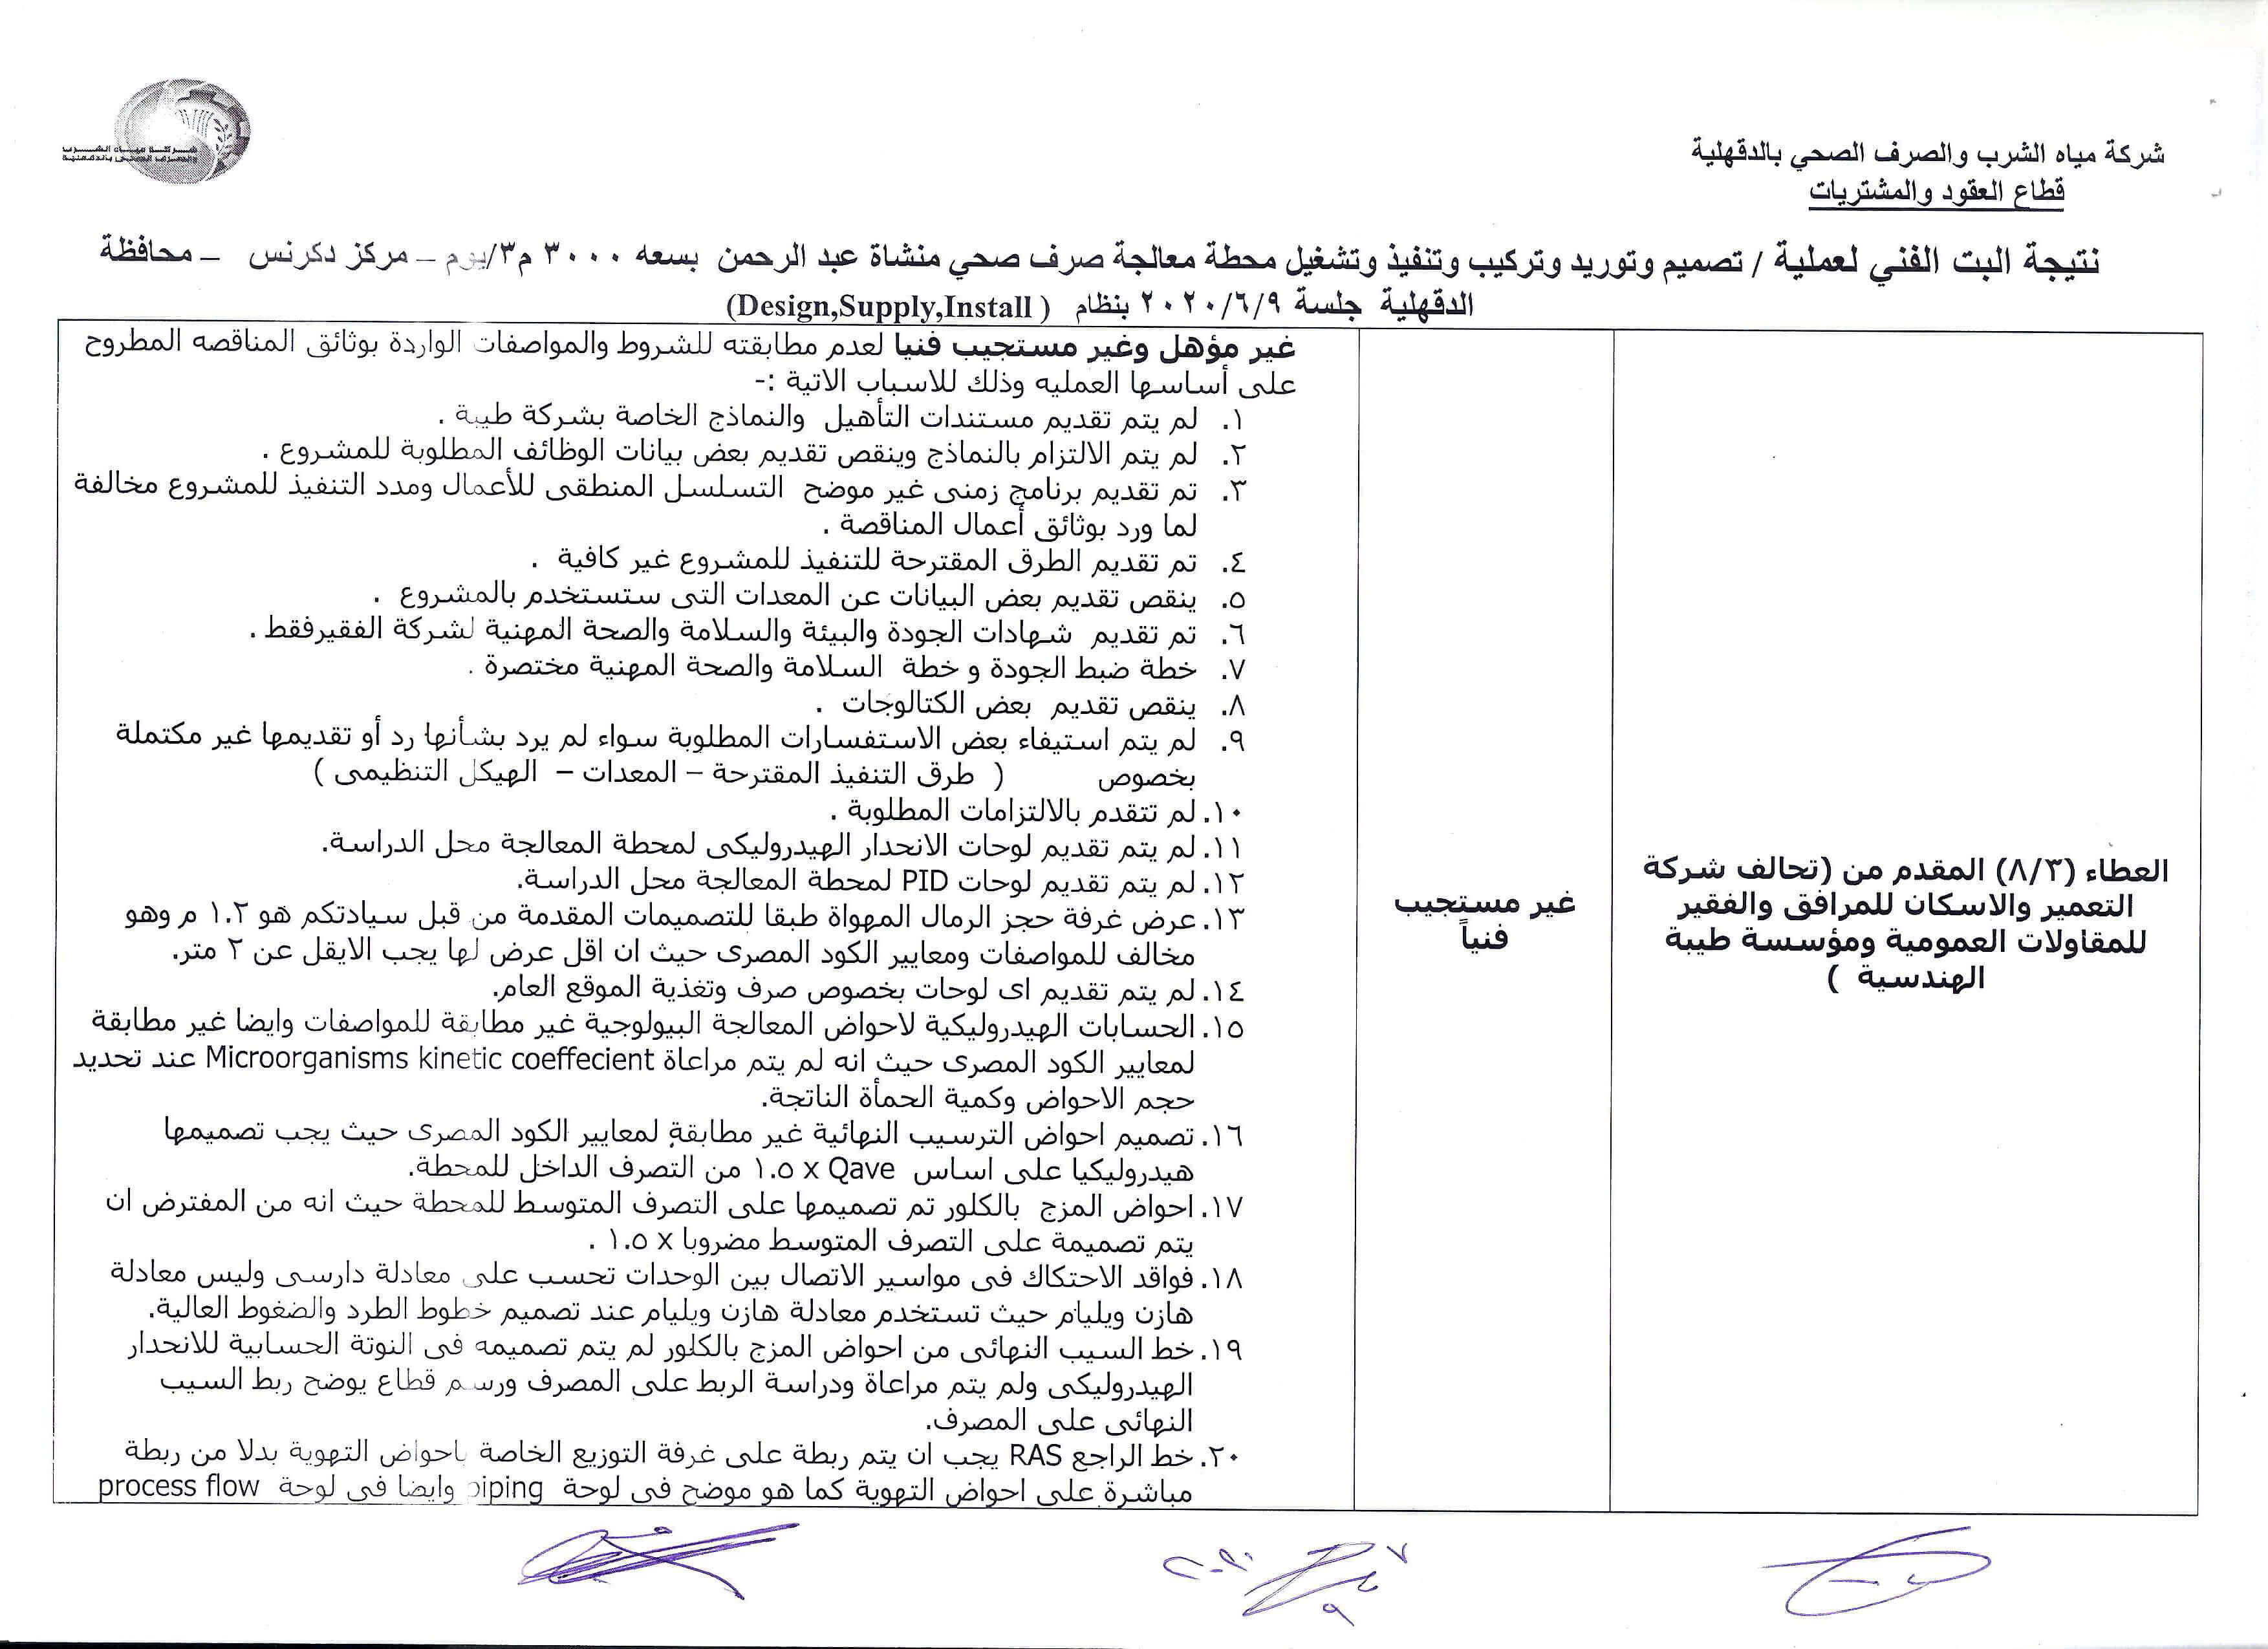 شركة مياه الشرب
والصرف الصحى بالدقهلية
شركة مياه الشرب والصرف الصحي بالدقهلية
قطاع العقود والمشتريات
نتيجة البت الفني لعملية / تصميم وتوريد وتركيب وتنفيذ وتشغيل محطة معالجة صرف صحي منشاة عبد الرحمن بسعه ٣٠٠٠ م٣/يوم – مركز دكرنس – محافظة
الدقهلية جلسة ٢٠٢٠/٦/٩ بنظام (Design,Supply,Install )
العطاء (٨/٣) المقدم من (تحالف شركة
التعمير والاسكان للمرافق والفقير
للمقاولات العمومية ومؤسسة طيبة
الهندسية )
غير مستجيب
فنياً
غير مؤهل وغير مستجيب فنيا لعدم مطابقته للشروط والمواصفات الواردة بوثائق المناقصه المطروح
على أساسها العمليه وذلك للاسباب الاتية :-
١. لم يتم تقديم مستندات التأهيل والنماذج الخاصة بشركة طيبة .
٢. لم يتم الالتزام بالنماذج وينقص تقديم بعض بيانات الوظائف المطلوبة للمشروع .
٣. تم تقديم برنامج زمنى غير موضح التسلسل المنطقى للأعمال ومدد التنفيذ للمشروع مخالفة
لما ورد بوثائق أعمال المناقصة .
٤. تم تقديم الطرق المقترحة للتنفيذ للمشروع غير كافية .
٥. ينقص تقديم بعض البيانات عن المعدات التى ستستخدم بالمشروع .
٦. تم تقديم شهادات الجودة والبيئة والسلامة والصحة المهنية لشركة الفقيرفقط .
٧. خطة ضبط الجودة و خطة السلامة والصحة المهنية مختصرة .
٨. ينقص تقديم بعض الكتالوجات .
٩. لم يتم استيفاء بعض الاستفسارات المطلوبة سواء لم يرد بشأنها رد أو تقديمها غير مكتملة
بخصوص ( طرق التنفيذ المقترحة – المعدات – الهيكل التنظيمى )
١٠. لم تتقدم بالالتزامات المطلوبة .
١١. لم يتم تقديم لوحات الانحدار الهيدروليكى لمحطة المعالجة محل الدراسة.
١٢. لم يتم تقديم لوحات PID لمحطة المعالجة محل الدراسة.
١٣. عرض غرفة حجز الرمال المهواة طبقا للتصميمات المقدمة من قبل سيادتكم هو ١.٢ م وهو
مخالف للمواصفات ومعايير الكود المصرى حيث ان اقل عرض لها يجب الايقل عن ٢ متر.
١٤. لم يتم تقديم اى لوحات بخصوص صرف وتغذية الموقع العام.
١٥. الحسابات الهيدروليكية لاحواض المعالجة البيولوجية غير مطابقة للمواصفات وايضا غير مطابقة
لمعايير الكود المصرى حيث انه لم يتم مراعاة Microorganisms kinetic coeffecient عند تحديد
حجم الاحواض وكمية الحمأة الناتجة.
١٦. تصميم احواض الترسيب النهائية غير مطابقة لمعايير الكود المصرى حيث يجب تصميمها
هيدروليكيا على اساس ١.٥ x Qave من التصرف الداخل للمحطة.
١٧. احواض المزج بالكلور تم تصميمها على التصرف المتوسط للمحطة حيث انه من المفترض ان
يتم تصميمة على التصرف المتوسط مضروبا x ١.٥ .
١٨. فواقد الاحتكاك فى مواسير الاتصال بين الوحدات تحسب على معادلة دارسى وليس معادلة
هازن ويليام حيث تستخدم معادلة هازن ويليام عند تصميم خطوط الطرد والضغوط العالية.
١٩. خط السيب النهائى من احواض المزج بالكلور لم يتم تصميمه فى النوتة الحسابية للانحدار
الهيدروليكى ولم يتم مراعاة ودراسة الربط على المصرف ورسم قطاع يوضح ربط السيب
النهائى على المصرف.
٢٠. خط الراجع RAS يجب ان يتم ربطة على غرفة التوزيع الخاصة باحواض التهوية بدلا من ربطة
مباشرة على احواض التهوية كما هو موضح فى لوحة piping وايضا فى لوحة process flow